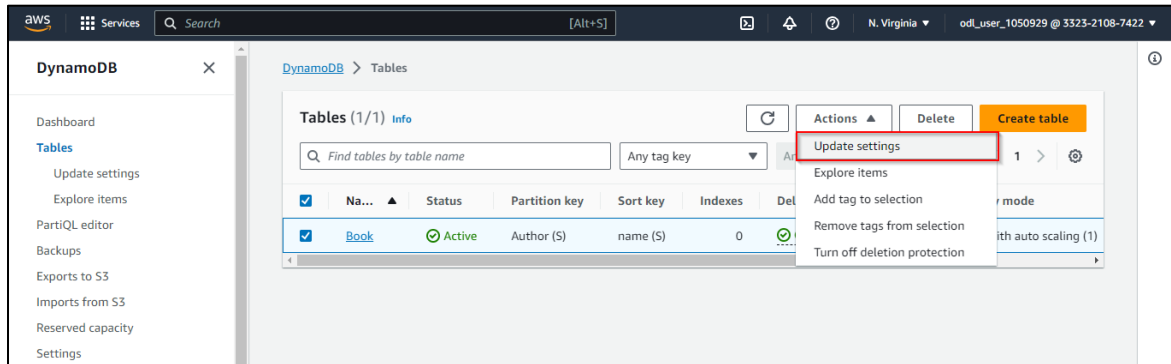 aws Services Search [Alt+S] N. Virginia ▼ odl_user_1050929 @ 3323-2108-7422 ▼
DynamoDB
Dashboard
Tables
Update settings
Explore items
PartiQL editor
Backups
Exports to S3
Imports from S3
Reserved capacity
Settings
DynamoDB > Tables
Tables (1/1) Info
Actions ▲ Delete Create table
Find tables by table name Any tag key ▼ 1 >
Update settings
Explore items
Add tag to selection
Remove tags from selection
Turn off deletion protection
Na... ▲ Status Partition key Sort key Indexes mode
Book Active Author (S) name (S) 0 auto scaling (1)